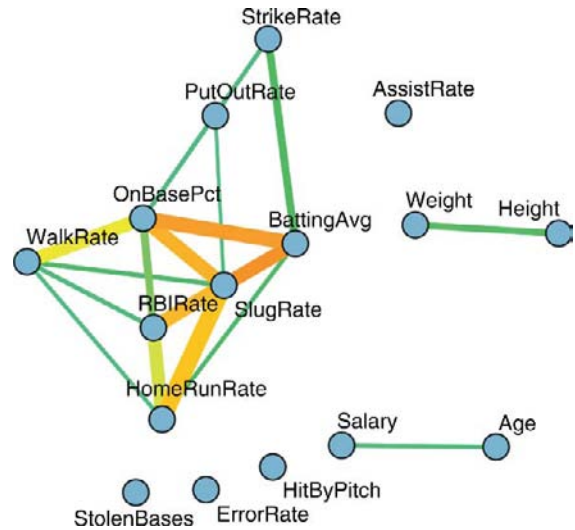 StrikeRate
PutOutRate
AssistRate
OnBasePct
BattingAvg
Weight
Height
WalkRate
RBIRate
SlugRate
HomeRunRate
Salary
Age
HitByPitch
StolenBases
ErrorRate